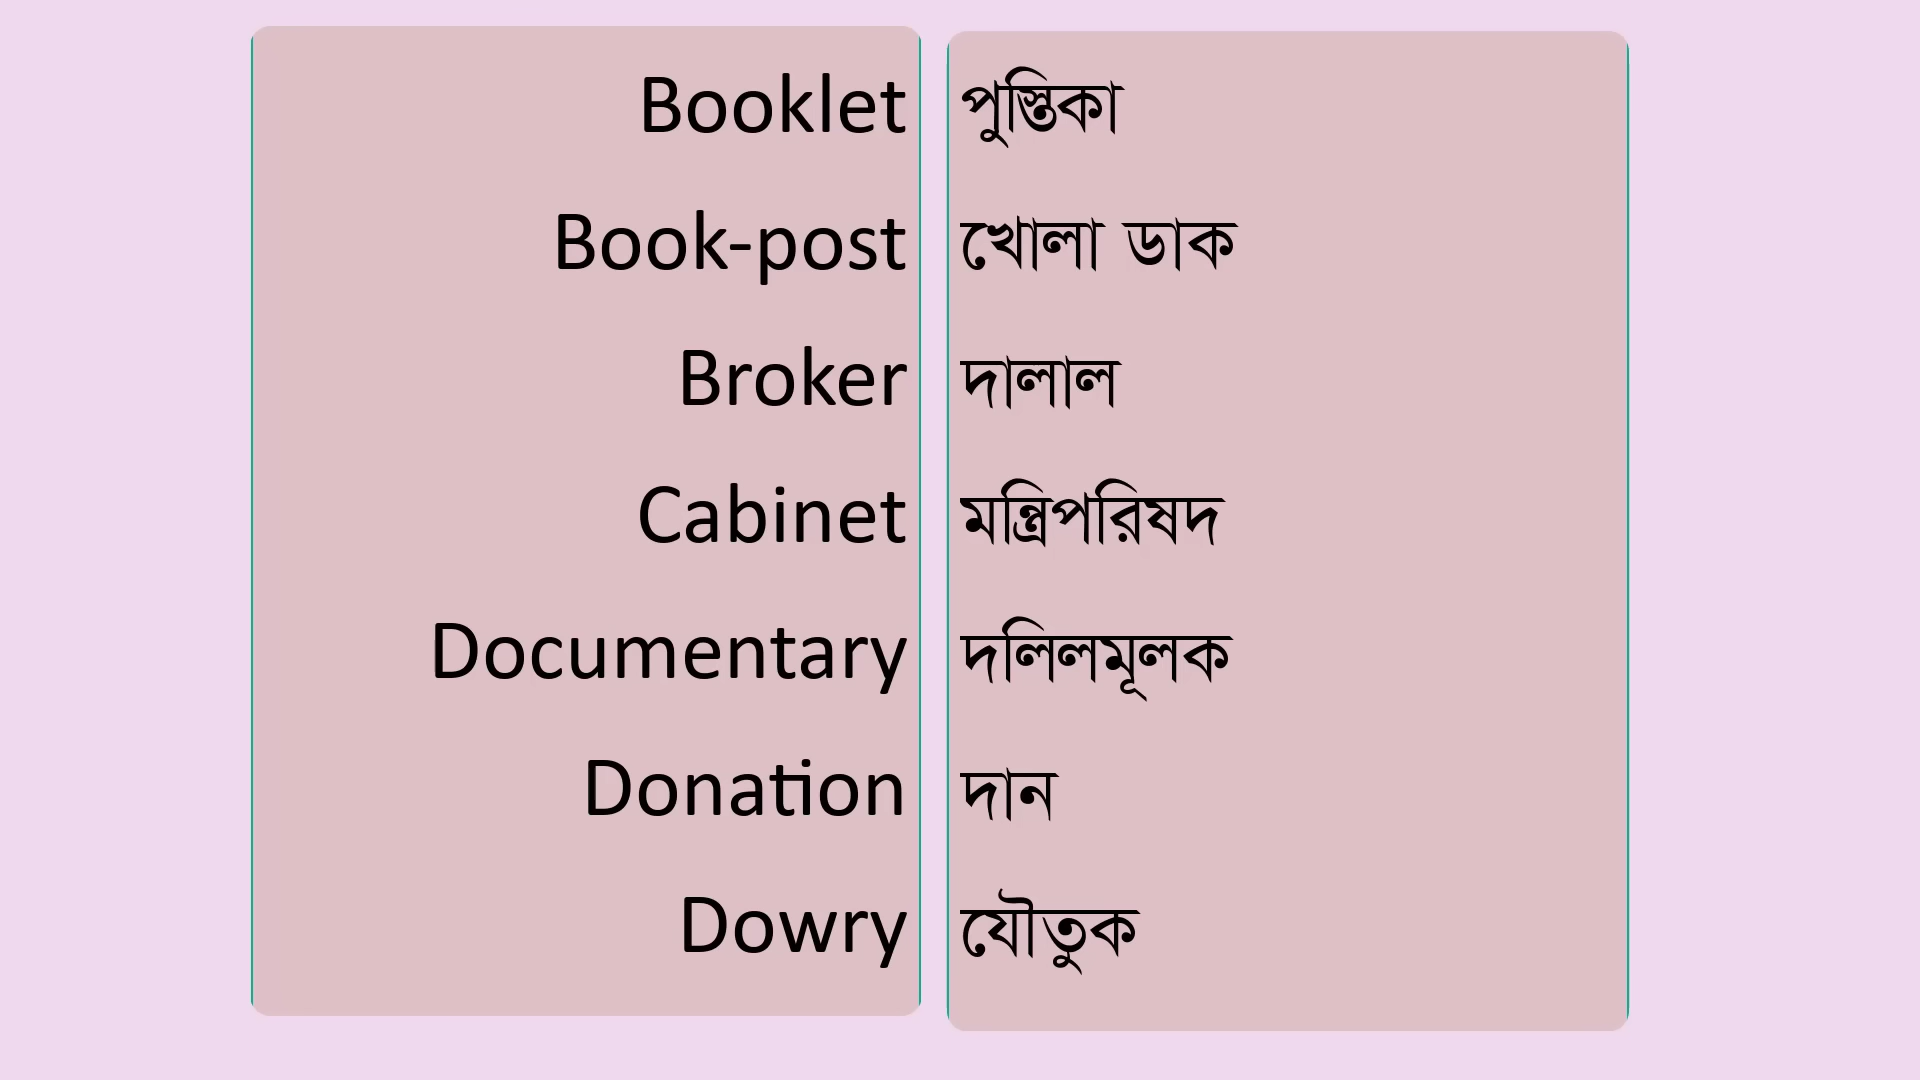 Booklet পুস্তিকা
Book-post খোলা ডাক
Broker দালাল
Cabinet মন্ত্রিপরিষদ
Documentary দলিলমূলক
Donation দান
Dowry যৌতুক